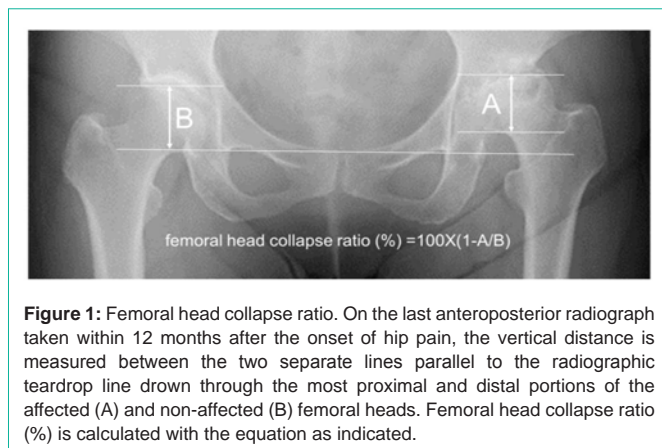 B
A
femoral head collapse ratio (%) =100X(1-A/B)
Figure 1: Femoral head collapse ratio. On the last anteroposterior radiograph
taken within 12 months after the onset of hip pain, the vertical distance is
measured between the two separate lines parallel to the radiographic
teardrop line drown through the most proximal and distal portions of the
affected (A) and non-affected (B) femoral heads. Femoral head collapse ratio
(%) is calculated with the equation as indicated.